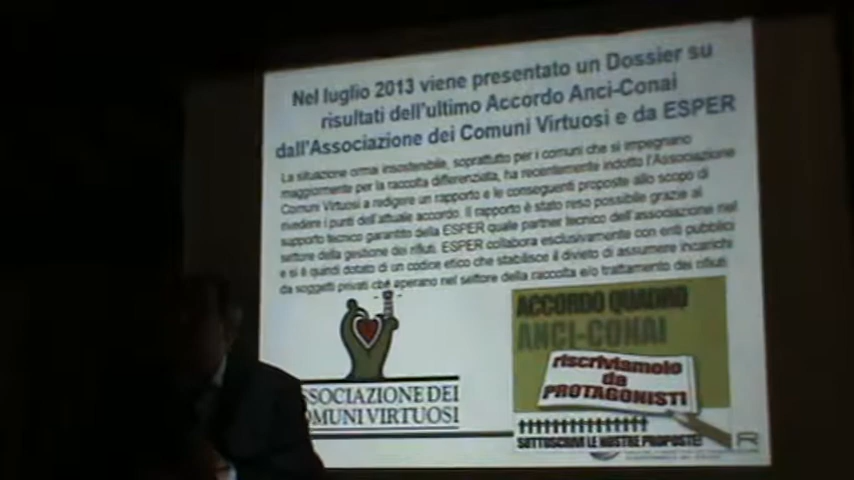 Nel luglio 2013 viene presentato un Dossier su
risultati dell'ultimo Accordo Anci-Conai
dall'Associazione dei Comuni Virtuosi e da ESPER
La situazione ormai insostenibile, soprattutto per i comuni che si impegnano
maggiormente per la raccolta differenziata, ha recentemente indotto l'Associazione
Comuni Virtuosi a redigere un rapporto e le conseguenti proposte allo scopo di
rivedere i punti dell'attuale accordo. Il rapporto è stato reso possibile grazie al
supporto tecnico garantito della ESPER quale partner tecnico dell'associazione nel
settore della gestione dei rifiuti. ESPER collabora esclusivamente con enti pubblici
e si è quindi dotato di un codice etico che stabilisce il divieto di assumere incarichi
da soggetti privati che operano nel settore della raccolta e/o trattamento dei rifiuti
SSOCIAZIONE DEI
OMUNI VIRTUOSI
ACCORDO QUADRO
ANCI-CONAI
riscriviamolo
da
PROTAGONISTI
SOTTOSCRIVI LE NOSTRE PROPOSTE!